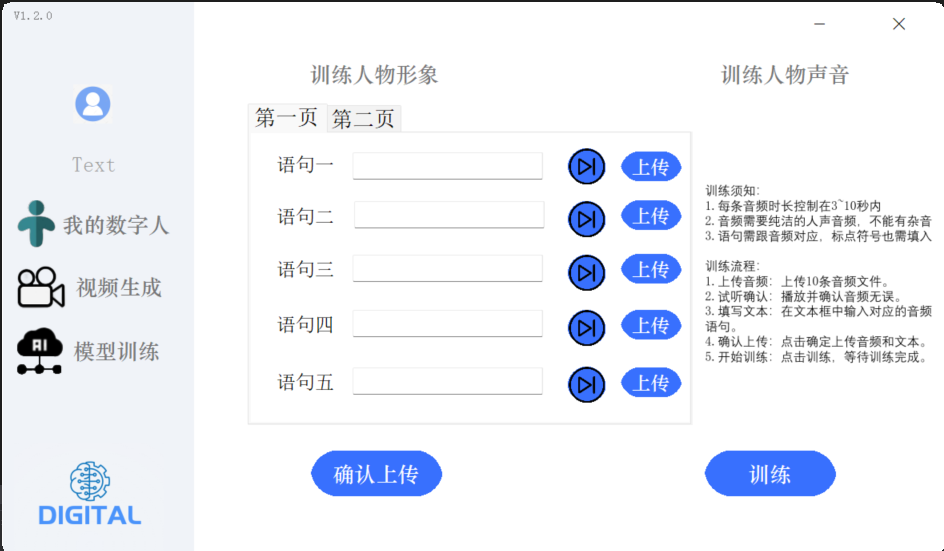 V1.2.0
Text
我的数字人
视频生成
AI
模型训练
DIGITAL
训练人物形象
训练人物声音
第一页
第二页
语句一
上传
语句二
上传
语句三
上传
语句四
上传
语句五
上传
确认上传
训练须知:
1.每条音频时长控制在3~10秒内
2.音频需要纯洁的人声音频，不能有杂音
3.语句需跟音频对应，标点符号也需填入
训练流程:
1.上传音频：上传10条音频文件。
2.试听确认：播放并确认音频无误。
3.填写文本：在文本框中输入对应的音频
语句。
4.确认上传：点击确定上传音频和文本。
5.开始训练：点击训练，等待训练完成。
训练